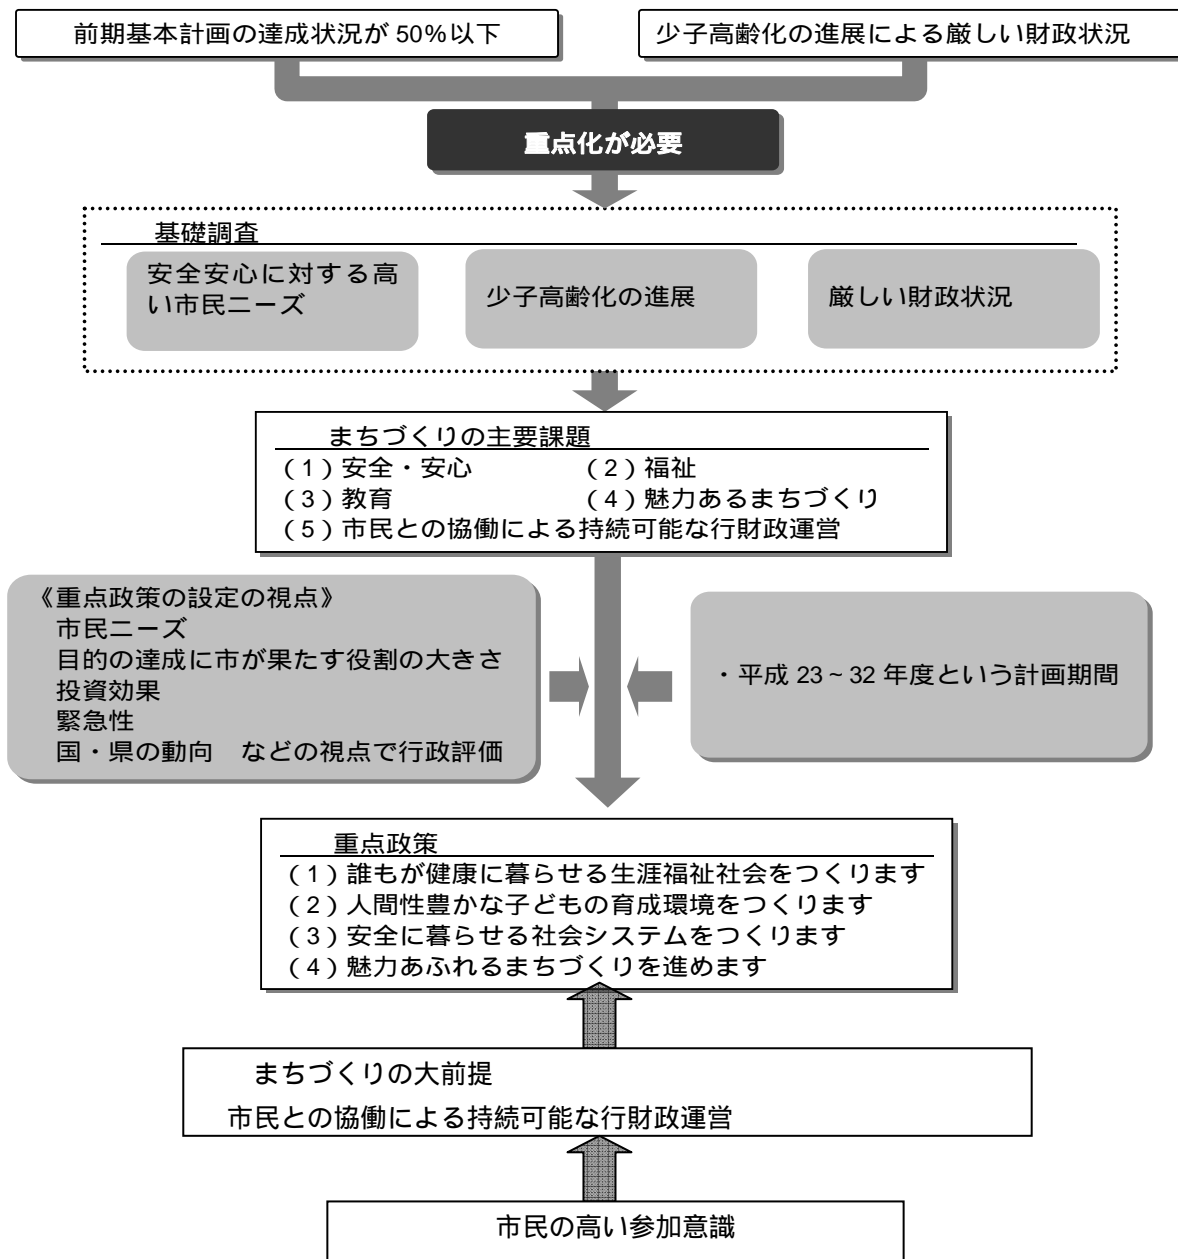 前期基本計画の達成状況が 50％以下
少子高齢化の進展による厳しい財政状況
重点化が必要
基礎調査
安全安心に対する高
い市民ニーズ
少子高齢化の進展
厳しい財政状況
まちづくりの主要課題
（1）安全・安心　（2）福祉
（3）教育　（4）魅力あるまちづくり
（5）市民との協働による持続可能な行財政運営
《重点政策の設定の視点》
市民ニーズ
目的の達成に市が果たす役割の大きさ
投資効果
緊急性
国・県の動向　などの視点で行政評価
・平成 23～32 年度という計画期間
重点政策
（1）誰もが健康に暮らせる生涯福祉社会をつくります
（2）人間性豊かな子どもの育成環境をつくります
（3）安全に暮らせる社会システムをつくります
（4）魅力あふれるまちづくりを進めます
まちづくりの大前提
市民との協働による持続可能な行財政運営
市民の高い参加意識